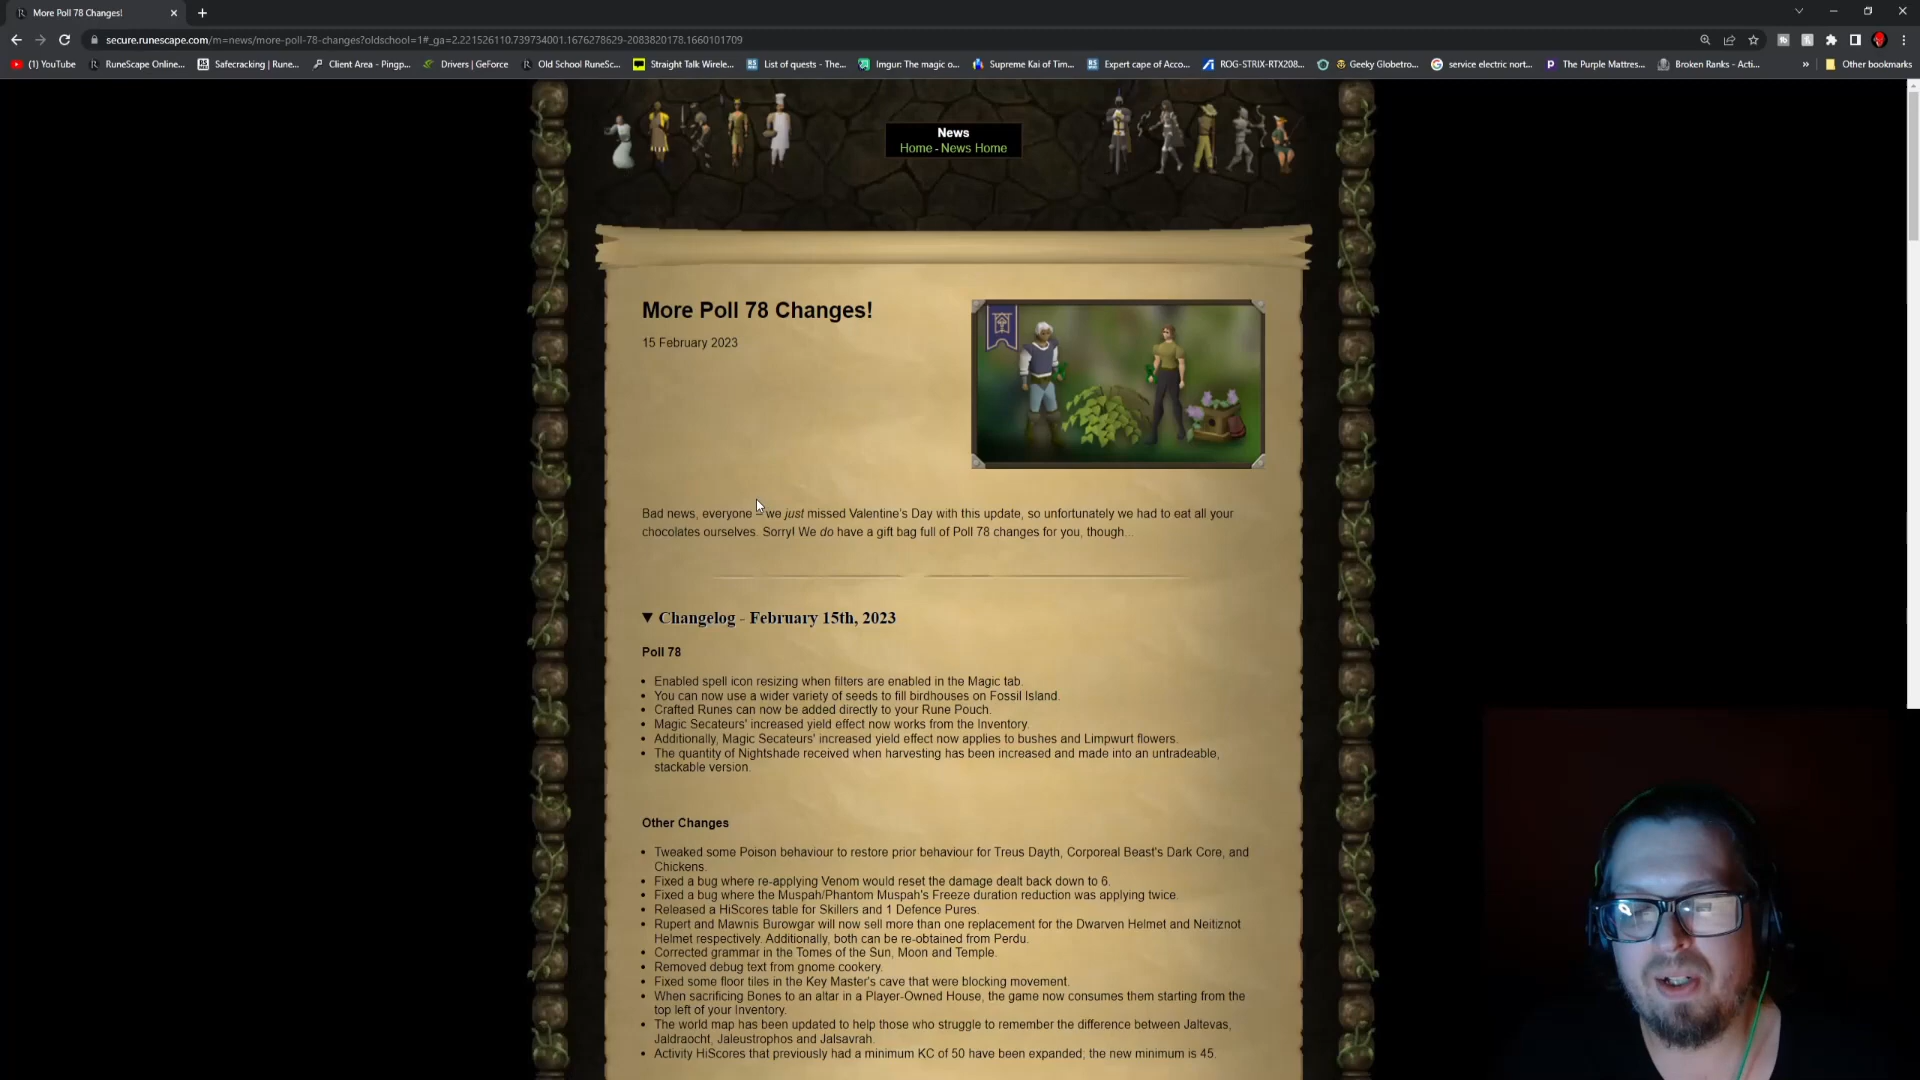 More Poll 78 Changes!
secure.runescape.com/m=news/more-poll-78-changes?oldschool=1#_ga=2.221526110.739734001.1676278629-2083820178.1660101709
(1) YouTube
RuneScape Online...
Safecracking | Rune...
Client Area - Pingp...
Drivers | GeForce
Old School RuneSc...
Straight Talk Wirele...
List of quests - The...
Imgur: The magic o...
Supreme Kai of Tim...
Expert cape of Acco...
ROG-STRIX-RTX208...
Geeky Globetro...
service electric nort...
The Purple Mattres...
Broken Ranks - Acti...
»
Other bookmarks
News
Home - News Home
More Poll 78 Changes!
15 February 2023
Bad news, everyone – we just missed Valentine's Day with this update, so unfortunately we had to eat all your
chocolates ourselves. Sorry! We do have a gift bag full of Poll 78 changes for you, though...
▼ Changelog - February 15th, 2023
Poll 78
• Enabled spell icon resizing when filters are enabled in the Magic tab.
• You can now use a wider variety of seeds to fill birdhouses on Fossil Island.
• Crafted Runes can now be added directly to your Rune Pouch.
• Magic Secateurs' increased yield effect now works from the Inventory.
• Additionally, Magic Secateurs' increased yield effect now applies to bushes and Limpwurt flowers.
• The quantity of Nightshade received when harvesting has been increased and made into an untradeable,
stackable version.
Other Changes
• Tweaked some Poison behaviour to restore prior behaviour for Treus Dayth, Corporeal Beast's Dark Core, and
Chickens.
• Fixed a bug where re-applying Venom would reset the damage dealt back down to 6.
• Fixed a bug where the Muspah/Phantom Muspah's Freeze duration reduction was applying twice.
• Released a HiScores table for Skillers and 1 Defence Pures.
• Rupert and Mawnis Burowgar will now sell more than one replacement for the Dwarven Helmet and Neitiznot
Helmet respectively. Additionally, both can be re-obtained from Perdu.
• Corrected grammar in the Tomes of the Sun, Moon and Temple.
• Removed debug text from gnome cookery.
• Fixed some floor tiles in the Key Master's cave that were blocking movement.
• When sacrificing Bones to an altar in a Player-Owned House, the game now consumes them starting from the
top left of your Inventory.
• The world map has been updated to help those who struggle to remember the difference between Jaltevas,
Jaldraocht, Jaleustrophos and Jalsavrah.
• Activity HiScores that previously had a minimum KC of 50 have been expanded; the new minimum is 45.